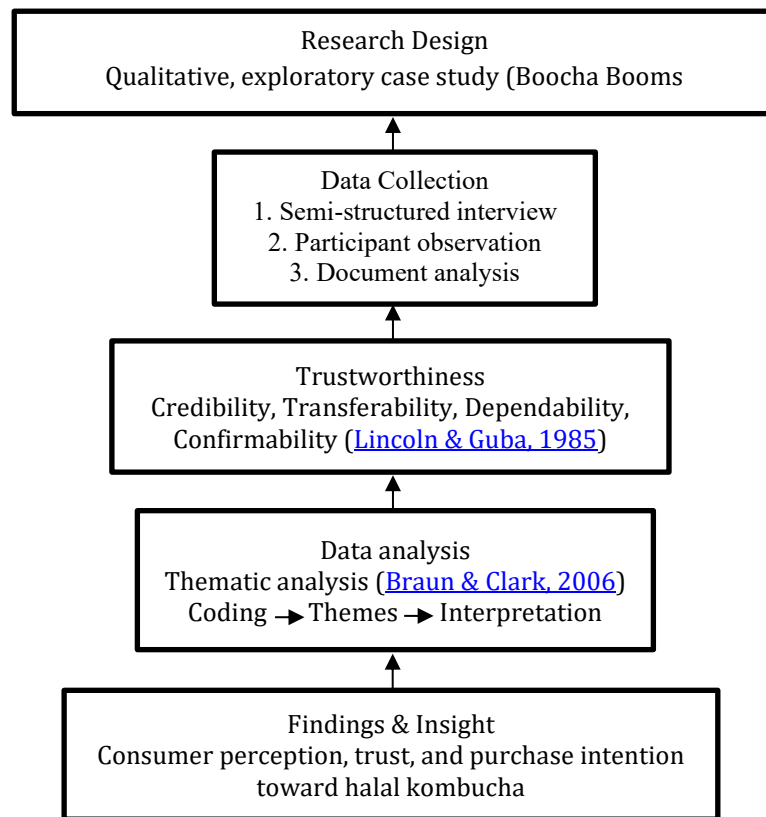 Research Design
Qualitative, exploratory case study (Boocha Booms
Data Collection
1. Semi-structured interview
2. Participant observation
3. Document analysis
Trustworthiness
Credibility, Transferability, Dependability,
Confirmability (Lincoln & Guba, 1985)
Data analysis
Thematic analysis (Braun & Clark, 2006)
Coding → Themes → Interpretation
Findings & Insight
Consumer perception, trust, and purchase intention
toward halal kombucha